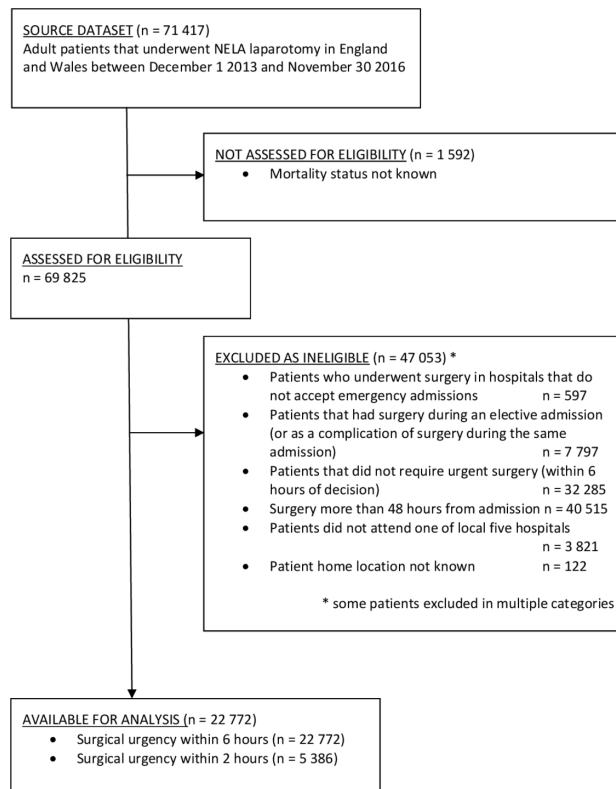 SOURCE DATASET (n = 71 417)
Adult patients that underwent NELA laparotomy in England
and Wales between December 1 2013 and November 30 2016
NOT ASSESSED FOR ELIGIBILITY (n = 1 592)
• Mortality status not known
ASSESSED FOR ELIGIBILITY
n = 69 825
EXCLUDED AS INELIGIBLE (n = 47 053) *
• Patients who underwent surgery in hospitals that do
not accept emergency admissions n = 597
• Patients that had surgery during an elective admission
(or as a complication of surgery during the same
admission) n = 7 797
• Patients that did not require urgent surgery (within 6
hours of decision) n = 32 285
• Surgery more than 48 hours from admission n = 40 515
• Patients did not attend one of local five hospitals
n = 3 821
• Patient home location not known n = 122
* some patients excluded in multiple categories
AVAILABLE FOR ANALYSIS (n = 22 772)
• Surgical urgency within 6 hours (n = 22 772)
• Surgical urgency within 2 hours (n = 5 386)